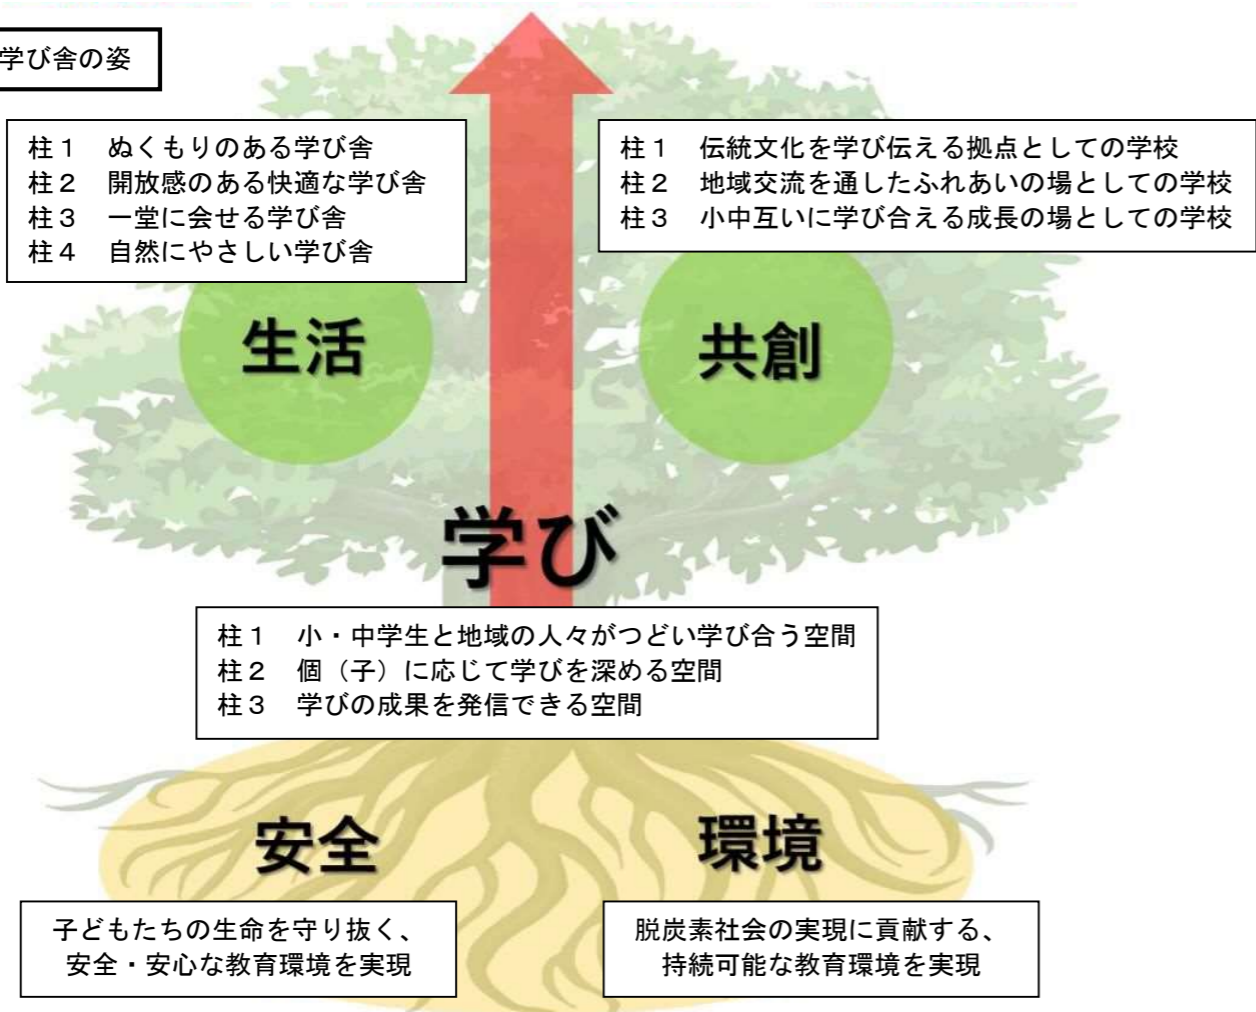 学び舎の姿
柱１　ぬくもりのある学び舎
柱２　開放感のある快適な学び舎
柱３　一堂に会せる学び舎
柱４　自然にやさしい学び舎
柱１　伝統文化を学び伝える拠点としての学校
柱２　地域交流を通したふれあいの場としての学校
柱３　小中互いに学び合える成長の場としての学校
生活
共創
学び
柱１　小・中学生と地域の人々がつどい学び合う空間
柱２　個（子）に応じて学びを深める空間
柱３　学びの成果を発信できる空間
安全
環境
子どもたちの生命を守り抜く、
安全・安心な教育環境を実現
脱炭素社会の実現に貢献する、
持続可能な教育環境を実現